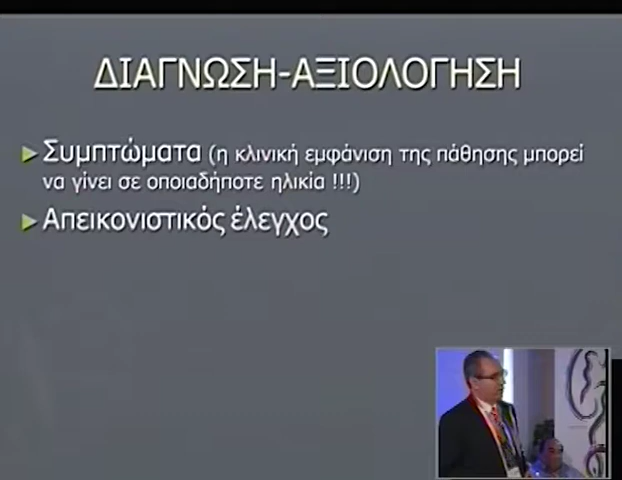 ΔΙΑΓΝΩΣΗ-ΑΞΙΟΛΟΓΗΣΗ
Συμπτώματα (η κλινική εμφάνιση της πάθησης μπορεί
να γίνει σε οποιαδήποτε ηλικία !!!)
Απεικονιστικός έλεγχος